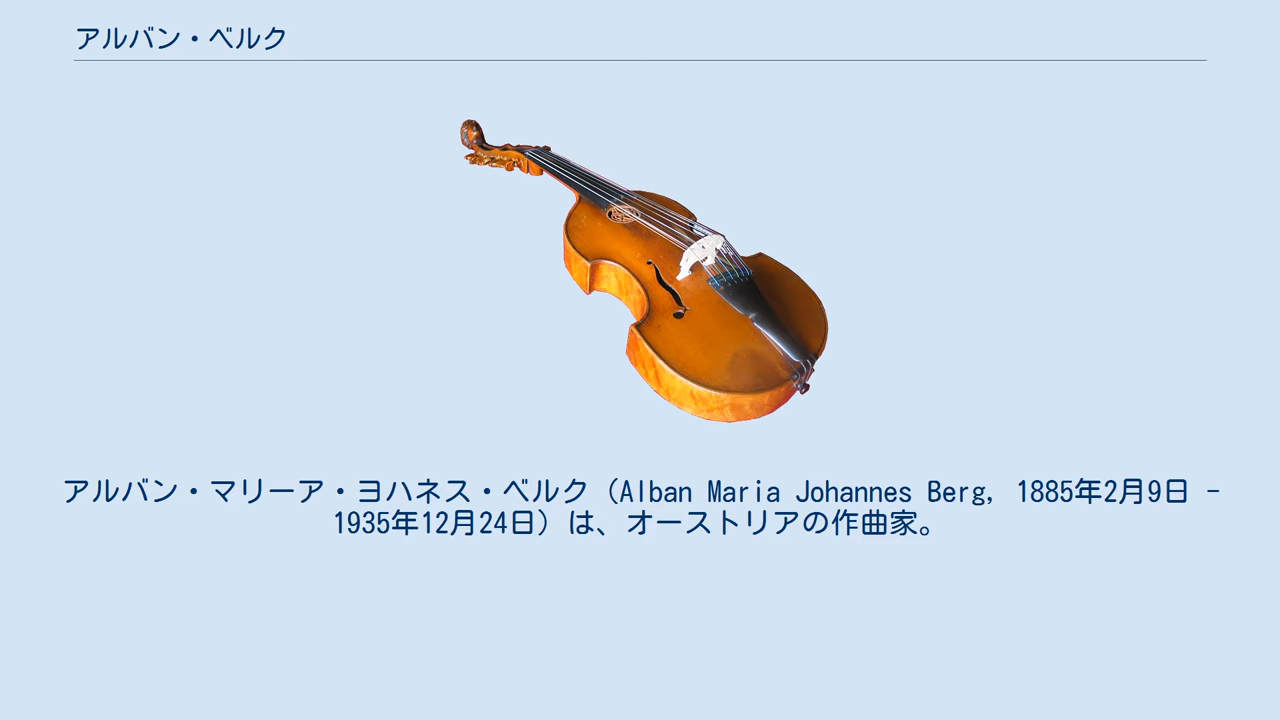 アルバン・ベルク
アルバン・マリーア・ヨハネス・ベルク（Alban Maria Johannes Berg, 1885年2月9日 -
1935年12月24日）は、オーストリアの作曲家。